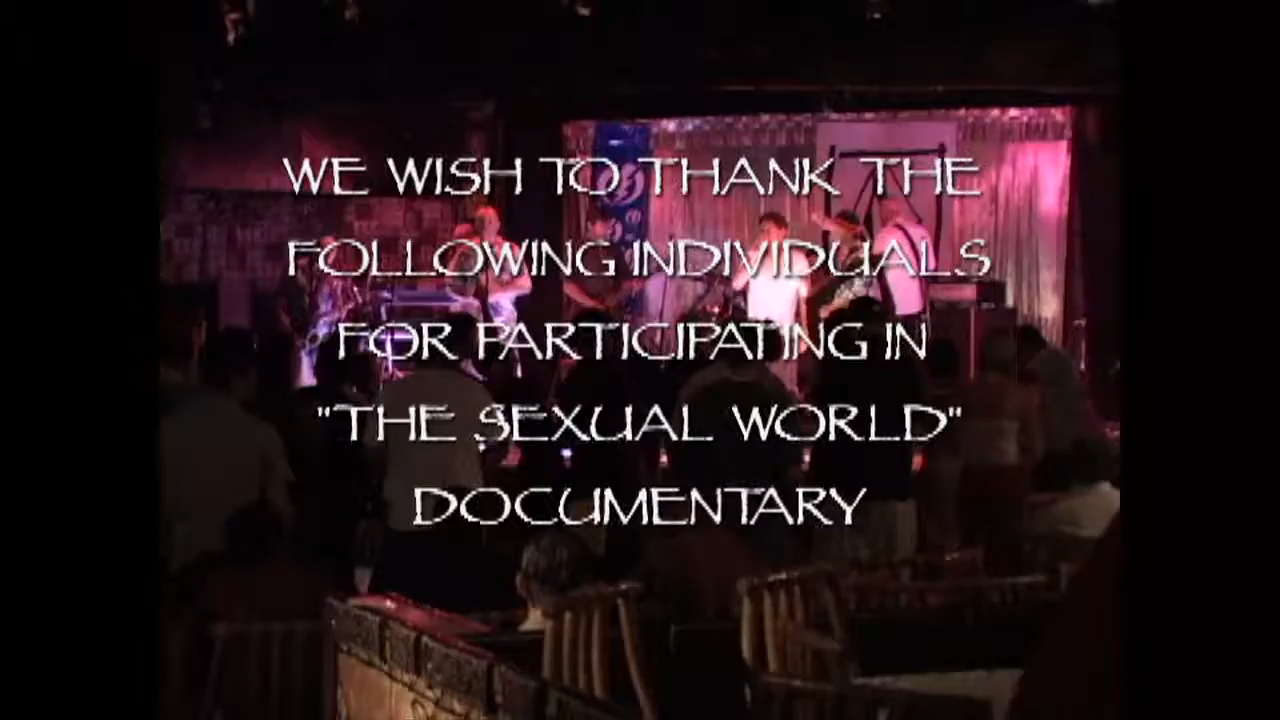 WE WISH TO THANK THE
FOLLOWING INDIVIDUALS
FOR PARTICIPATING IN
"THE SEXUAL WORLD"
DOCUMENTARY